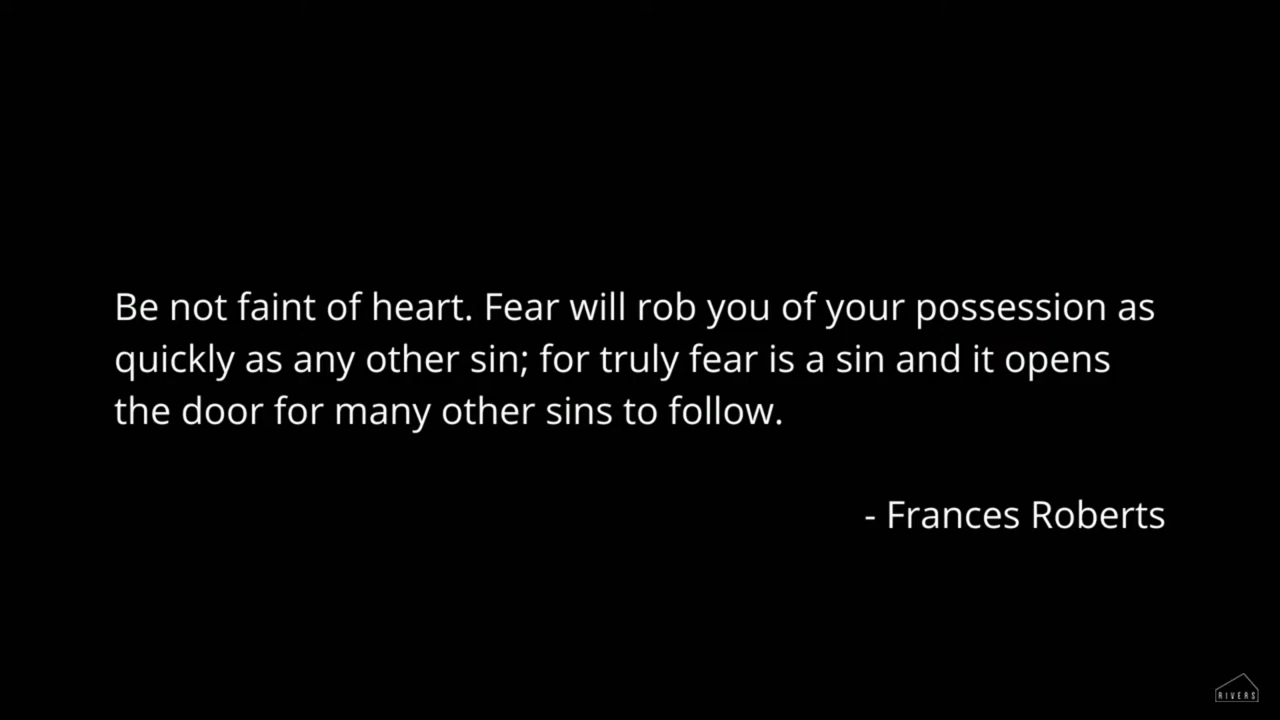 Be not faint of heart. Fear will rob you of your possession as
quickly as any other sin; for truly fear is a sin and it opens
the door for many other sins to follow.
- Frances Roberts
RIVERS